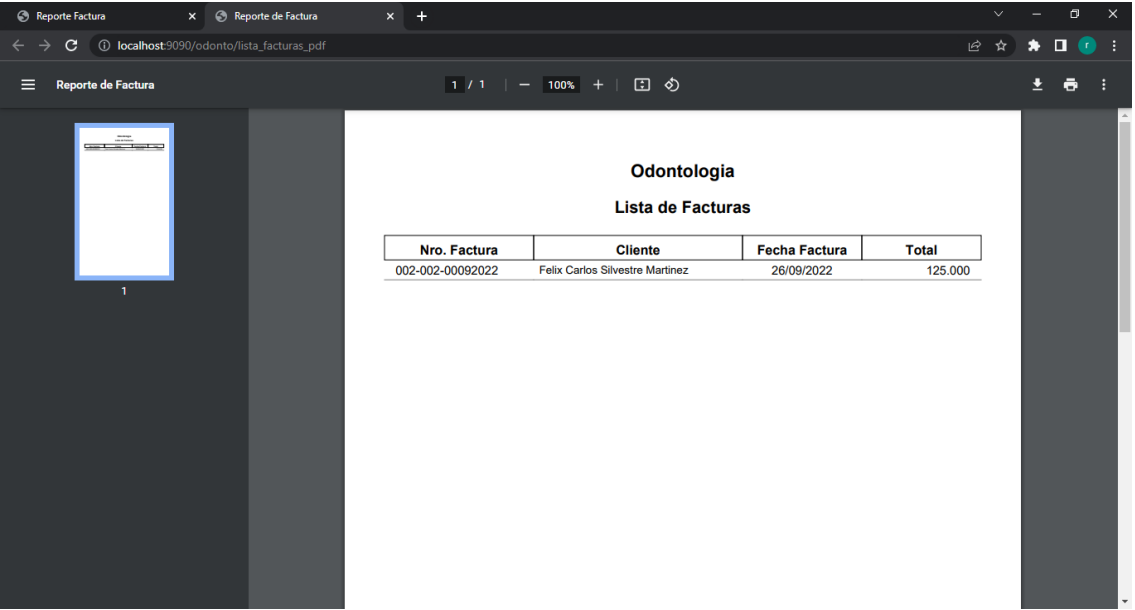 Reporte Factura
Reporte de Factura
localhost:9090/odonto/lista_facturas_pdf
r
Reporte de Factura
1 / 1
100%
1
Odontologia
Lista de Facturas
Nro. Factura Cliente Fecha Factura Total
002-002-00092022 Felix Carlos Silvestre Martinez 26/09/2022 125.000